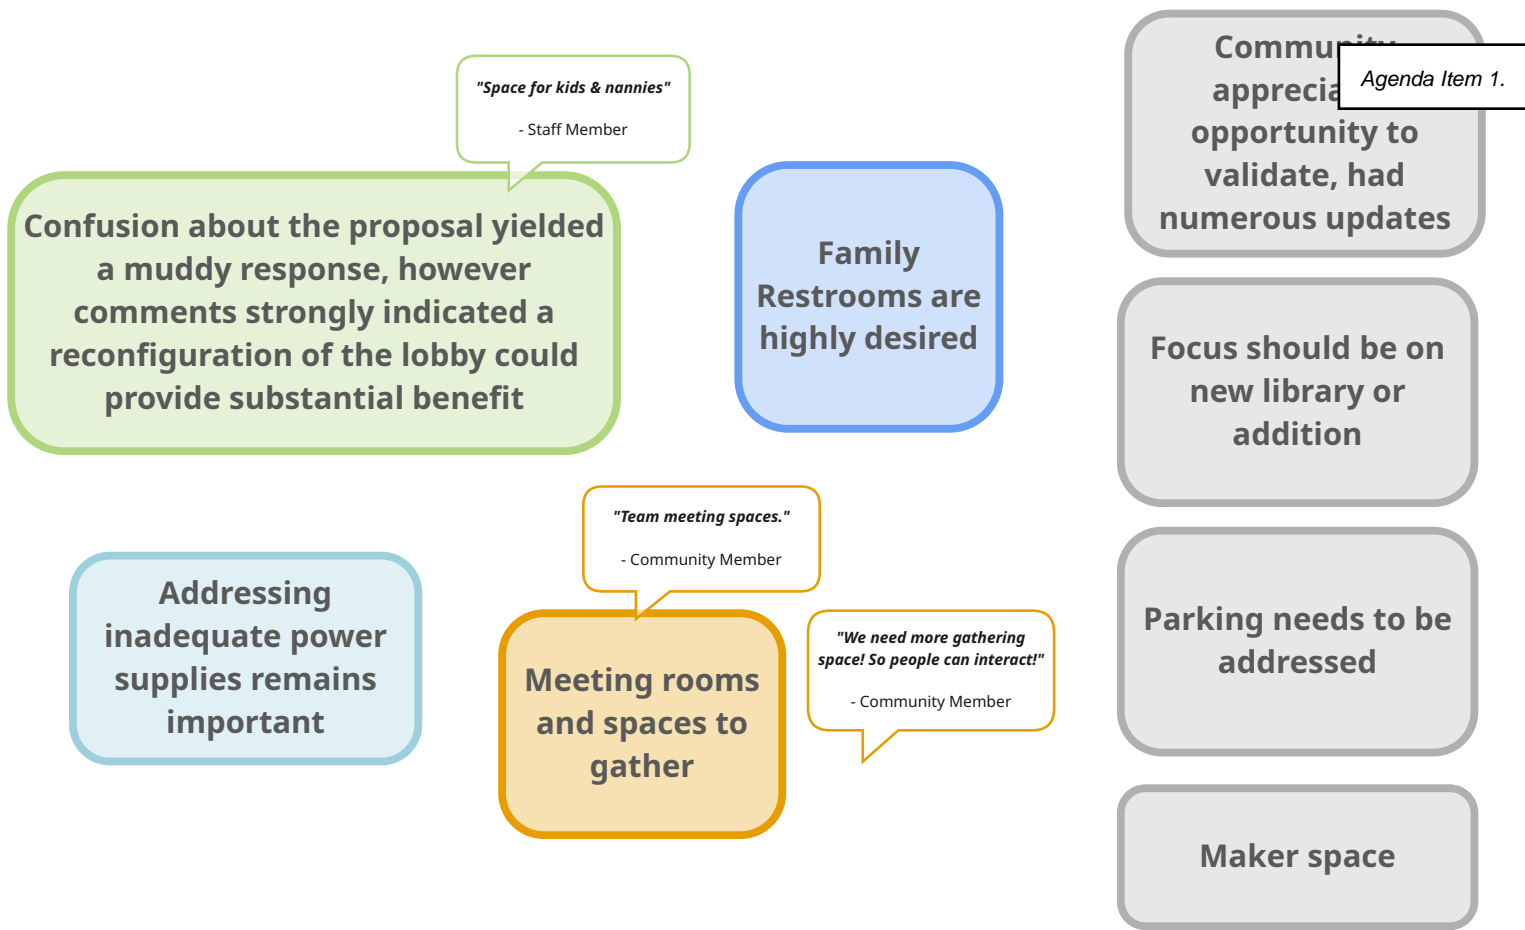 "Space for kids & nannies"
- Staff Member
Confusion about the proposal yielded
a muddy response, however
comments strongly indicated a
reconfiguration of the lobby could
provide substantial benefit
Family
Restrooms are
highly desired
Addressing
inadequate power
supplies remains
important
"Team meeting spaces."
- Community Member
Meeting rooms
and spaces to
gather
"We need more gathering
space! So people can interact!"
- Community Member
Community
Agenda Item 1.
opportunity to
validate, had
numerous updates
Focus should be on
new library or
addition
Parking needs to be
addressed
Maker space